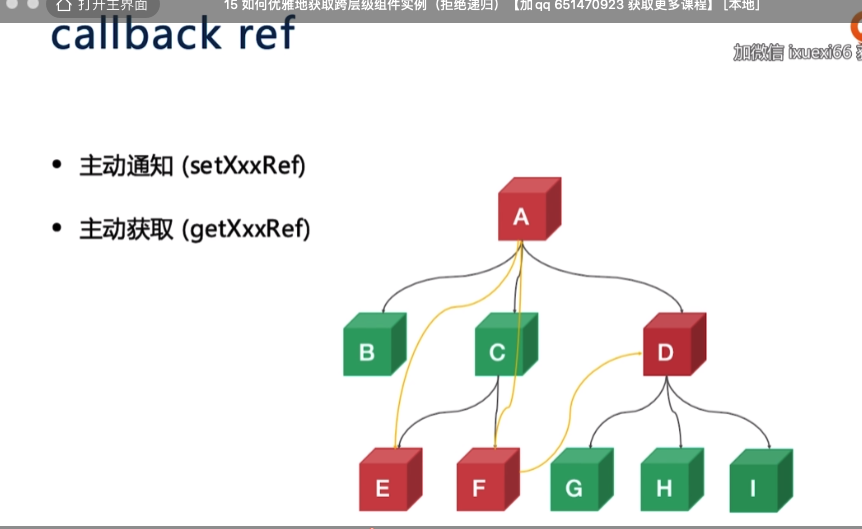 打开主界面
15 如何优雅地获取跨层级组件实例（拒绝递归）【加qq 651470923 获取更多课程】 [本地]
callback ref
加微信 ixuexi66
• 主动通知 (setXxxRef)
• 主动获取 (getXxxRef)
A
B
C
D
E
F
G
H
I